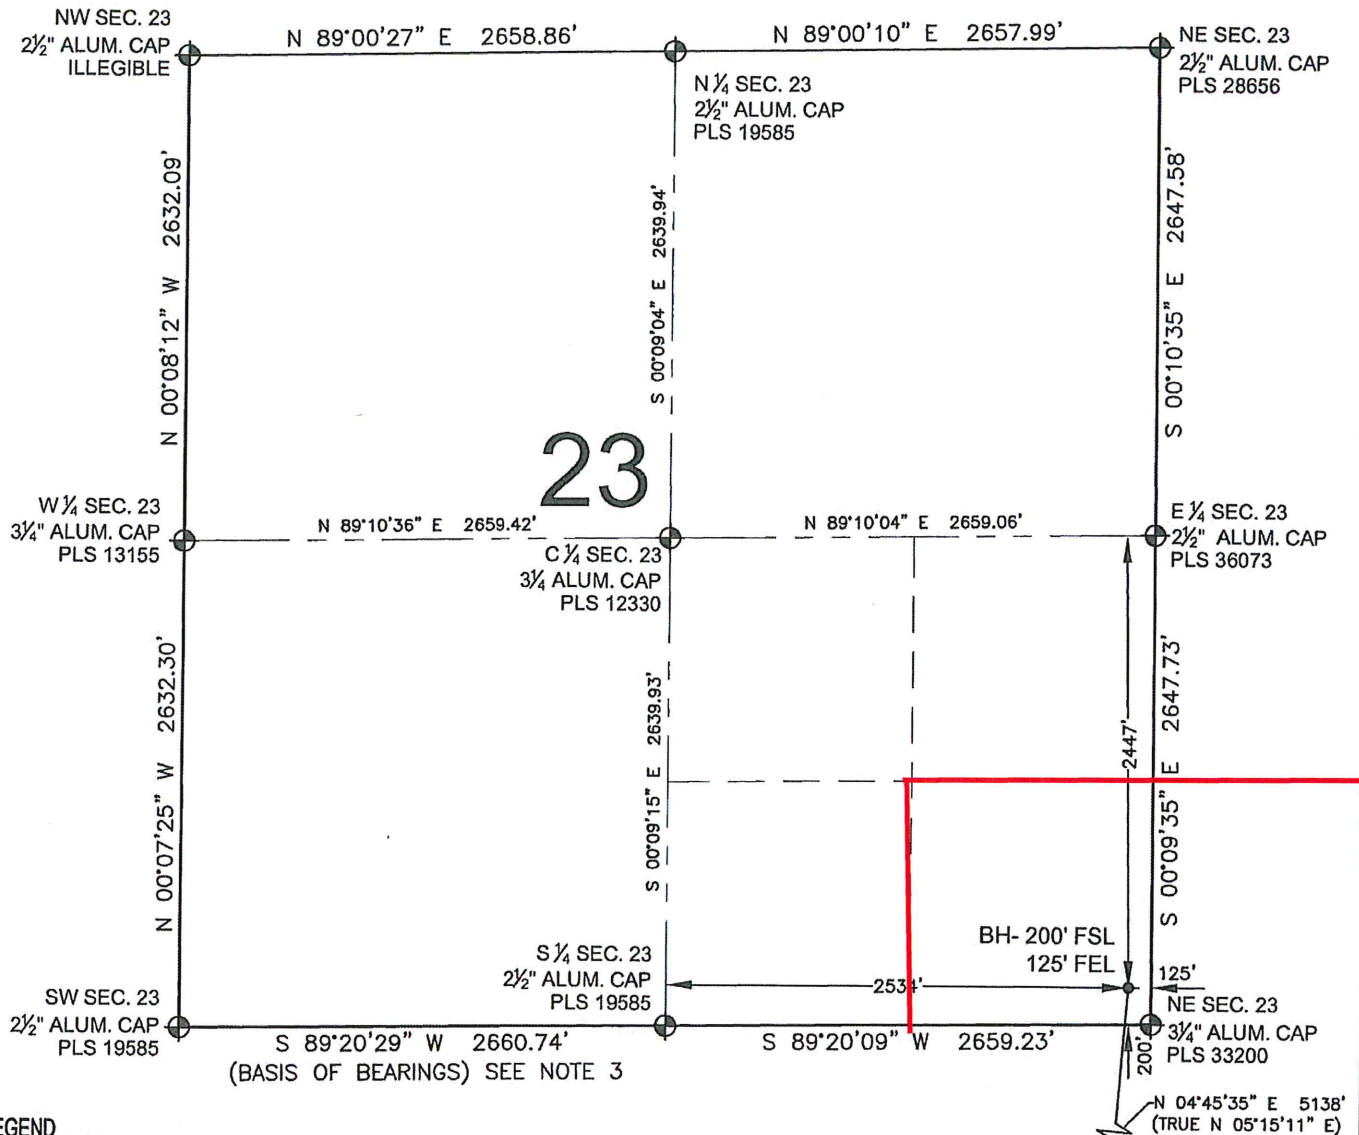 NW SEC. 23
2½" ALUM. CAP
ILLEGIBLE
N 89°00'27" E 2658.86'
N 89°00'10" E 2657.99'
NE SEC. 23
2½" ALUM. CAP
PLS 28656
N ¼ SEC. 23
2½" ALUM. CAP
PLS 19585
N 00°08'12" W 2632.09'
S 00°09'04" E 2639.94'
S 00°10'35" E 2647.58'
23
W ¼ SEC. 23
3¼" ALUM. CAP
PLS 13155
N 89°10'36" E 2659.42'
N 89°10'04" E 2659.06'
E ¼ SEC. 23
2½" ALUM. CAP
PLS 36073
C ¼ SEC. 23
3¼ ALUM. CAP
PLS 12330
N 00°07'25" W 2632.30'
S 00°09'15" E 2639.93'
2447'
S 00°09'35" E 2647.73'
BH- 200' FSL
125' FEL
S ¼ SEC. 23
2½" ALUM. CAP
PLS 19585
2534'
125'
SW SEC. 23
2½" ALUM. CAP
PLS 19585
NE SEC. 23
3¼" ALUM. CAP
PLS 33200
S 89°20'29" W 2660.74'
(BASIS OF BEARINGS) SEE NOTE 3
S 89°20'09" W 2659.23'
200'
N 04°45'35" E 5138'
(TRUE N 05°15'11" E)
EGEND